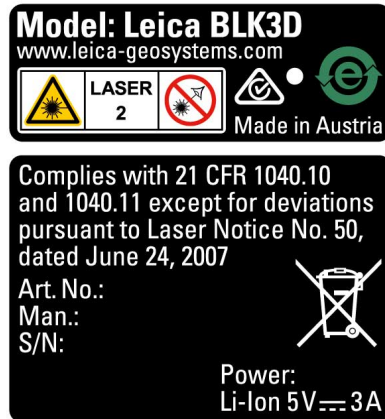 Model: Leica BLK3D
www.leica-geosystems.com
LASER
2
e
Made in Austria
Complies with 21 CFR 1040.10
and 1040.11 except for deviations
pursuant to Laser Notice No. 50,
dated June 24, 2007
Art. No.:
Man.:
S/N:
Power:
Li-Ion 5V⎓3A